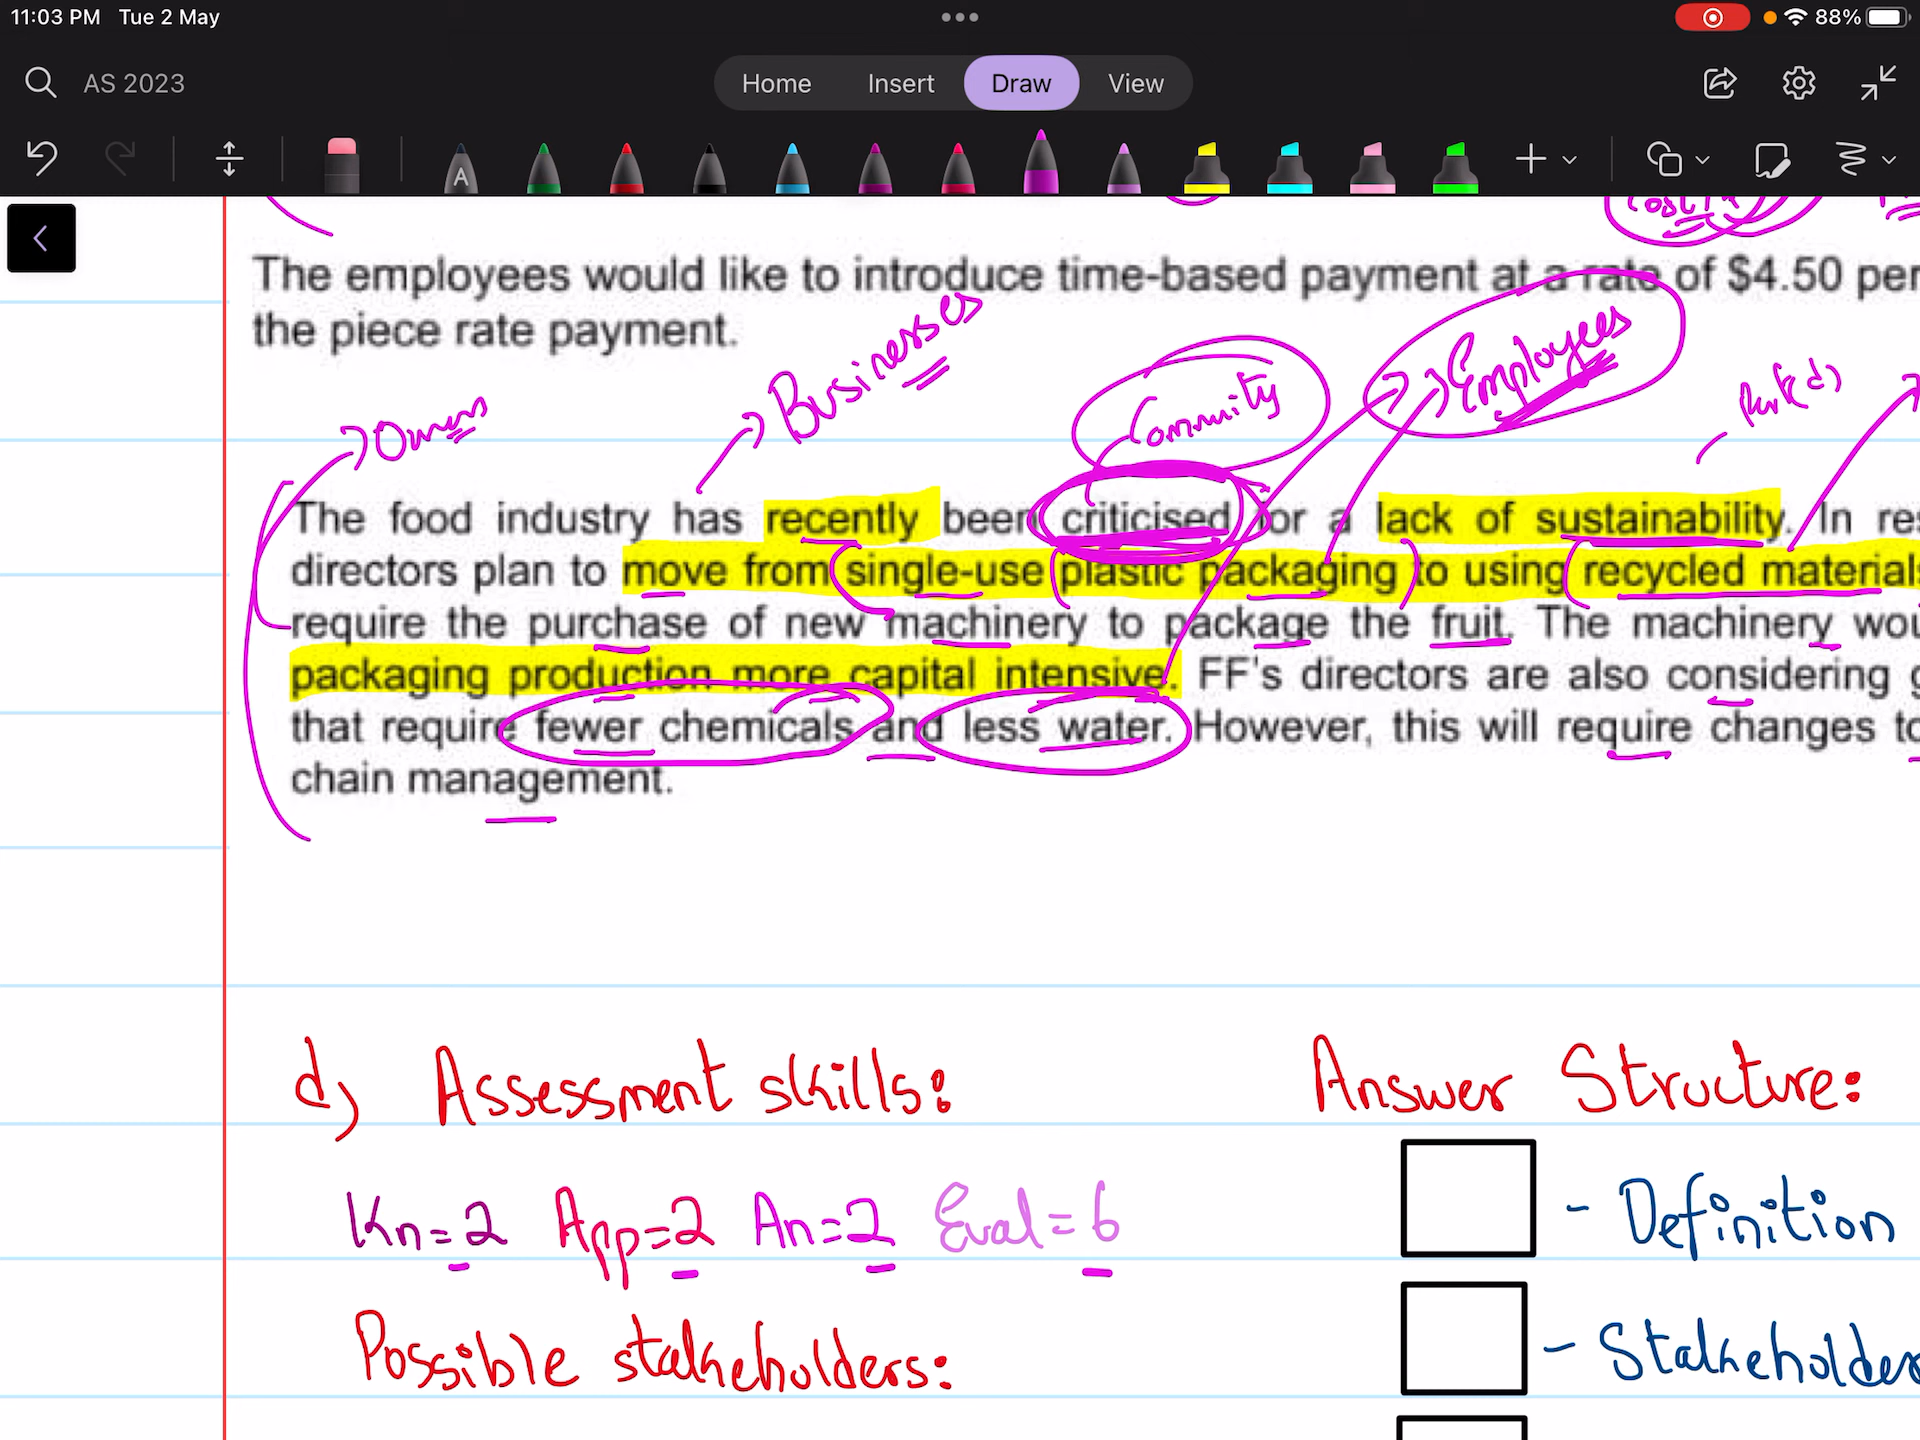 11:03 PM Tue 2 May
88%
AS 2023
Home Insert Draw View
A
The employees would like to introduce time-based payment at a rate of $4.50 per
the piece rate payment.
Owners
Businesses
Commuity
Employees
Part(d)
The food industry has recently been criticised for a lack of sustainability. In res
directors plan to move from single-use plastic packaging to using recycled materials
require the purchase of new machinery to package the fruit. The machinery wou
packaging production more capital intensive. FF's directors are also considering g
that require fewer chemicals and less water. However, this will require changes to
chain management.
d) Assessment skills:
Answer Structure:
Kn=2 App=2 An=2 Eval=6
- Definition
Possible stakeholders:
- Stakeholder